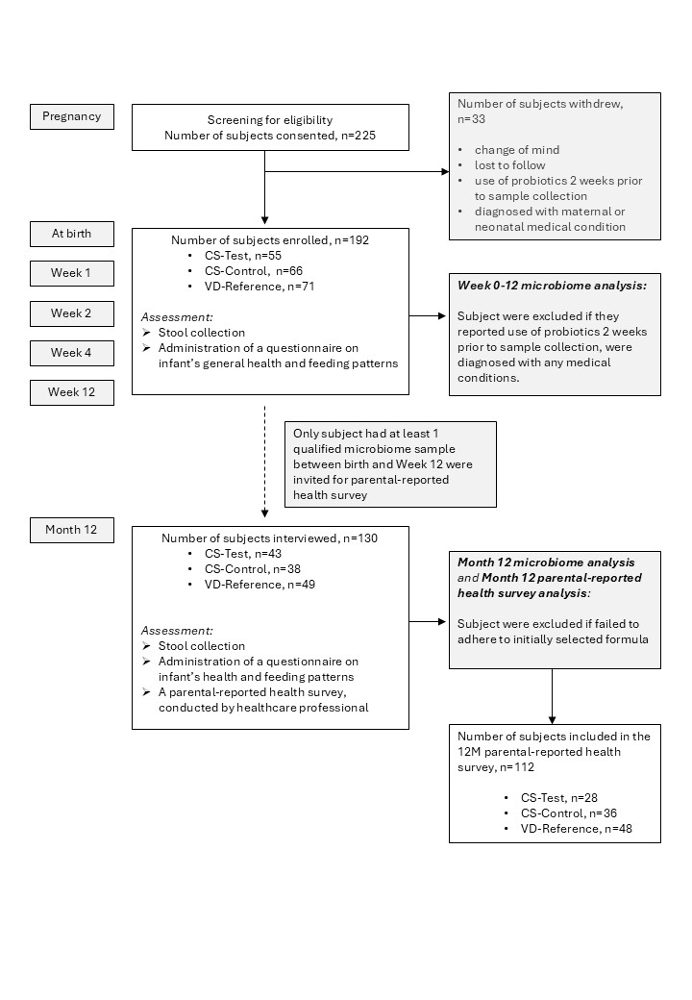 Pregnancy
Screening for eligibility
Number of subjects consented, n=225
Number of subjects withdrew,
n=33
• change of mind
• lost to follow
• use of probiotics 2 weeks prior
to sample collection
• diagnosed with maternal or
neonatal medical condition
At birth
Week 1
Week 2
Week 4
Week 12
Number of subjects enrolled, n=192
• CS-Test, n=55
• CS-Control,  n=66
• VD-Reference, n=71
Assessment:
➢ Stool collection
➢ Administration of a questionnaire on
infant's general health and feeding patterns
Week 0-12 microbiome analysis:
Subject were excluded if they
reported use of probiotics 2 weeks
prior to sample collection, were
diagnosed with any medical
conditions.
Only subject had at least 1
qualified microbiome sample
between birth and Week 12 were
invited for parental-reported
health survey
Month 12
Number of subjects interviewed, n=130
• CS-Test, n=43
• CS-Control, n=38
• VD-Reference, n=49
Assessment:
➢ Stool collection
➢ Administration of a questionnaire on
infant's health and feeding patterns
➢ A parental-reported health survey,
conducted by healthcare professional
Month 12 microbiome analysis
and Month 12 parental-reported
health survey analysis:
Subject were excluded if failed to
adhere to initially selected formula
Number of subjects included in the
12M parental-reported health
survey, n=112
• CS-Test, n=28
• CS-Control, n=36
• VD-Reference, n=48